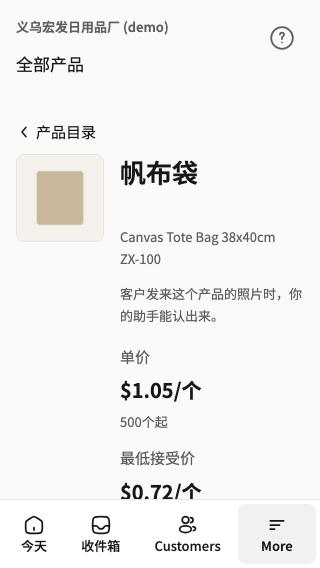 义乌宏发日用品厂 (demo)
全部产品
产品目录
帆布袋
Canvas Tote Bag 38x40cm
ZX-100
客户发来这个产品的照片时，你
的助手能认出来。
单价
$1.05/个
500个起
最低接受价
$0.72/个
今天
收件箱
Customers
More